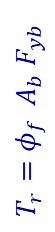 T_r = ϕ_f A_b F_yb